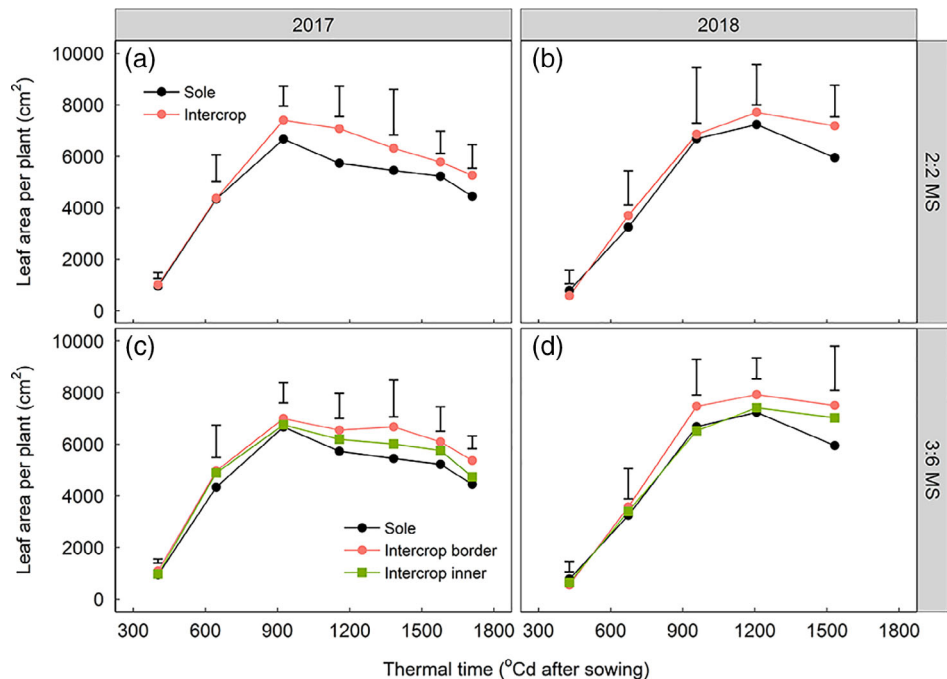 2017
2018
(a)
(b)
Sole
Intercrop
10000
8000
6000
4000
2000
0
Leaf area per plant (cm²)
2:2 MS
(c)
(d)
Sole
Intercrop border
Intercrop inner
10000
8000
6000
4000
2000
0
Leaf area per plant (cm²)
3:6 MS
300 600 900 1200 1500 1800
300 600 900 1200 1500 1800
Thermal time (°Cd after sowing)